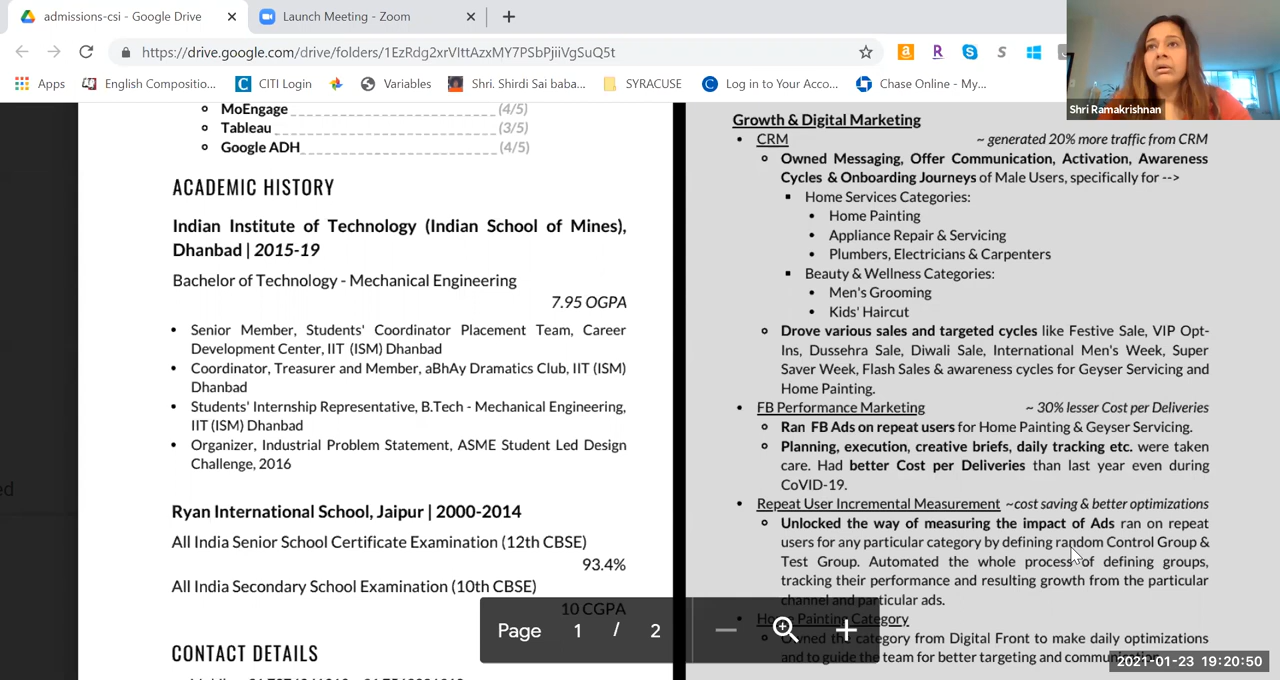 admissions-csi - Google Drive
Launch Meeting - Zoom
https://drive.google.com/drive/folders/1EzRdg2xrVIttAzxMY7PSbPjiiVgSuQ5t
Apps
English Compositio...
CITI Login
Variables
Shri. Shirdi Sai baba...
SYRACUSE
Log in to Your Acco...
Chase Online - My...
Shri Ramakrishnan
MoEngage (4/5)
Tableau (3/5)
Google ADH (4/5)
ACADEMIC HISTORY
Indian Institute of Technology (Indian School of Mines),
Dhanbad | 2015-19
Bachelor of Technology - Mechanical Engineering
7.95 OGPA
Senior Member, Students' Coordinator Placement Team, Career
Development Center, IIT (ISM) Dhanbad
Coordinator, Treasurer and Member, aBhAy Dramatics Club, IIT (ISM)
Dhanbad
Students' Internship Representative, B.Tech - Mechanical Engineering,
IIT (ISM) Dhanbad
Organizer, Industrial Problem Statement, ASME Student Led Design
Challenge, 2016
Ryan International School, Jaipur | 2000-2014
All India Senior School Certificate Examination (12th CBSE)
93.4%
All India Secondary School Examination (10th CBSE)
10 CGPA
CONTACT DETAILS
Growth & Digital Marketing
CRM ~ generated 20% more traffic from CRM
Owned Messaging, Offer Communication, Activation, Awareness
Cycles & Onboarding Journeys of Male Users, specifically for -->
Home Services Categories:
Home Painting
Appliance Repair & Servicing
Plumbers, Electricians & Carpenters
Beauty & Wellness Categories:
Men's Grooming
Kids' Haircut
Drove various sales and targeted cycles like Festive Sale, VIP Opt-
Ins, Dussehra Sale, Diwali Sale, International Men's Week, Super
Saver Week, Flash Sales & awareness cycles for Geyser Servicing and
Home Painting.
FB Performance Marketing ~ 30% lesser Cost per Deliveries
Ran FB Ads on repeat users for Home Painting & Geyser Servicing.
Planning, execution, creative briefs, daily tracking etc. were taken
care. Had better Cost per Deliveries than last year even during
CoVID-19.
Repeat User Incremental Measurement ~cost saving & better optimizations
Unlocked the way of measuring the impact of Ads ran on repeat
users for any particular category by defining random Control Group &
Test Group. Automated the whole process of defining groups,
tracking their performance and resulting growth from the particular
channel and particular ads.
Home Painting Category
Owned the category from Digital Front to make daily optimizations
and to guide the team for better targeting and
Page 1 / 2
2021-01-23 19:20:50